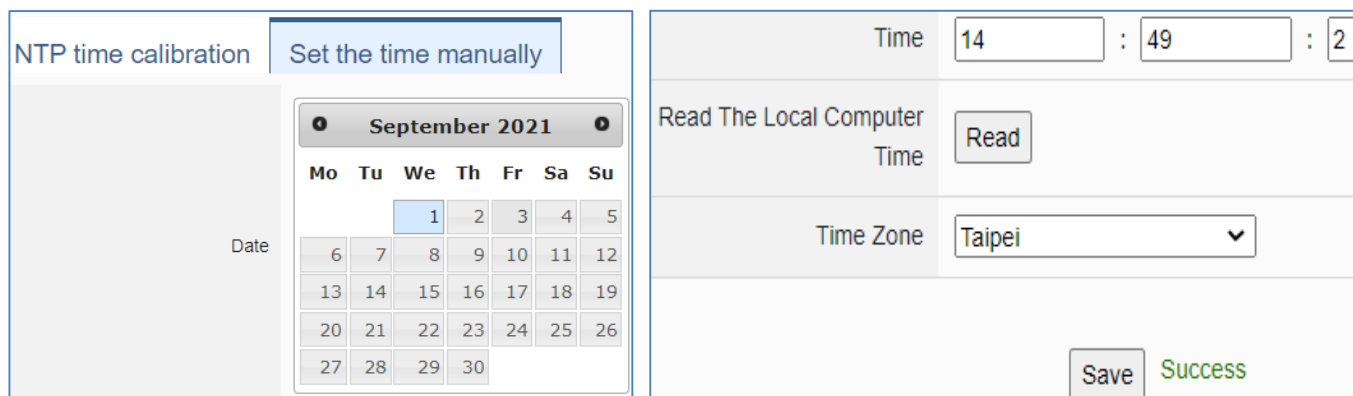 NTP time calibration Set the time manually
September 2021
Mo Tu We Th Fr Sa Su
1 2 3 4 5
Date
6 7 8 9 10 11 12
13 14 15 16 17 18 19
20 21 22 23 24 25 26
27 28 29 30
Time 14 : 49 : 2
Read The Local Computer
Time
Read
Time Zone Taipei
Save Success